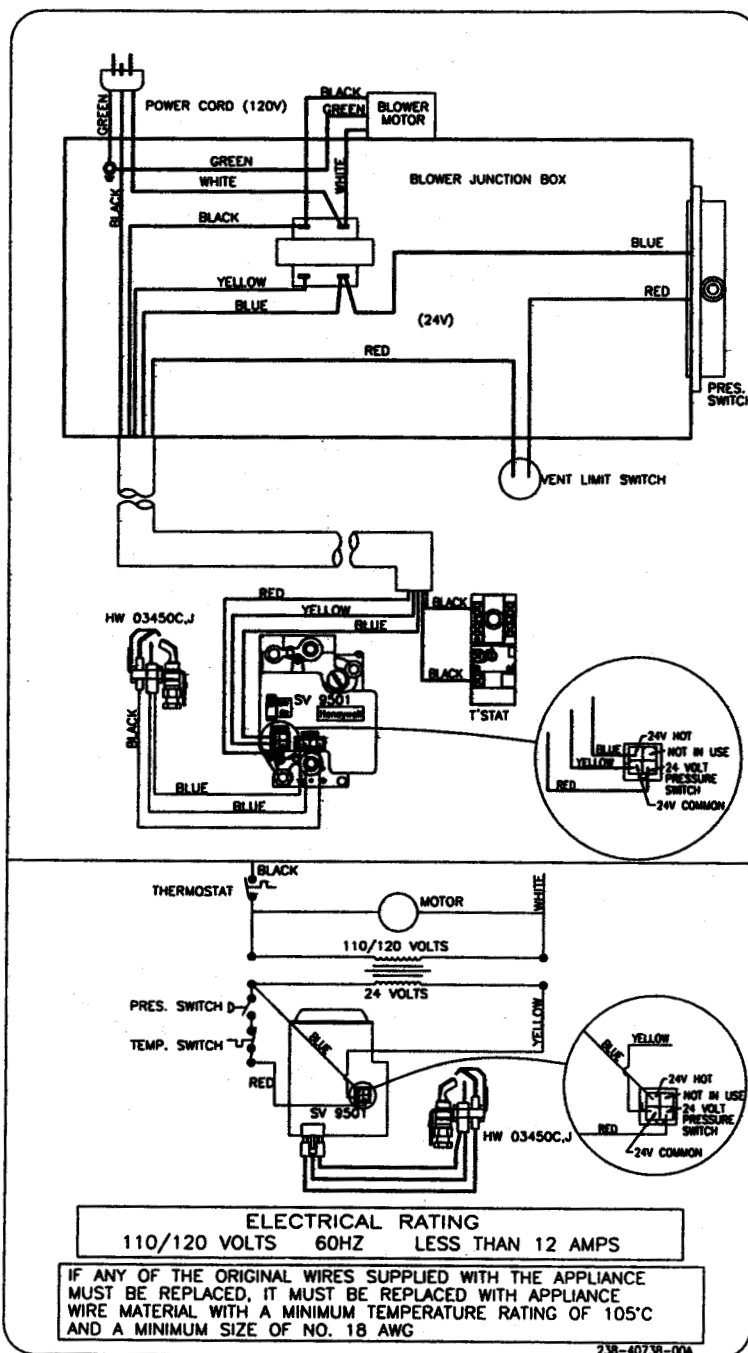 BLACK
GREEN
BLOWER
MOTOR
POWER CORD (120V)
GREEN
GREEN
WHITE
WHITE
BLOWER JUNCTION BOX
BLACK
BLACK
BLUE
YELLOW
RED
BLUE
(24V)
RED
PRES.
SWITCH
VENT LIMIT SWITCH
RED
BLACK
YELLOW
HW 03450C,J
BLUE
BLACK
SV 9501
Honeywell
T'STAT
BLACK
24V HOT
BLUE
NOT IN USE
YELLOW
24 VOLT
PRESSURE
SWITCH
RED
24V COMMON
BLUE
BLUE
BLACK
THERMOSTAT
MOTOR
WHITE
110/120 VOLTS
24 VOLTS
PRES. SWITCH
TEMP. SWITCH
BLUE
YELLOW
RED
SV 9501
HW 03450C,J
BLUE
YELLOW
24V HOT
NOT IN USE
24 VOLT
PRESSURE
SWITCH
RED
24V COMMON
ELECTRICAL RATING
110/120 VOLTS 60HZ LESS THAN 12 AMPS
IF ANY OF THE ORIGINAL WIRES SUPPLIED WITH THE APPLIANCE
MUST BE REPLACED, IT MUST BE REPLACED WITH APPLIANCE
WIRE MATERIAL WITH A MINIMUM TEMPERATURE RATING OF 105°C
AND A MINIMUM SIZE OF NO. 18 AWG
238-40738-00A